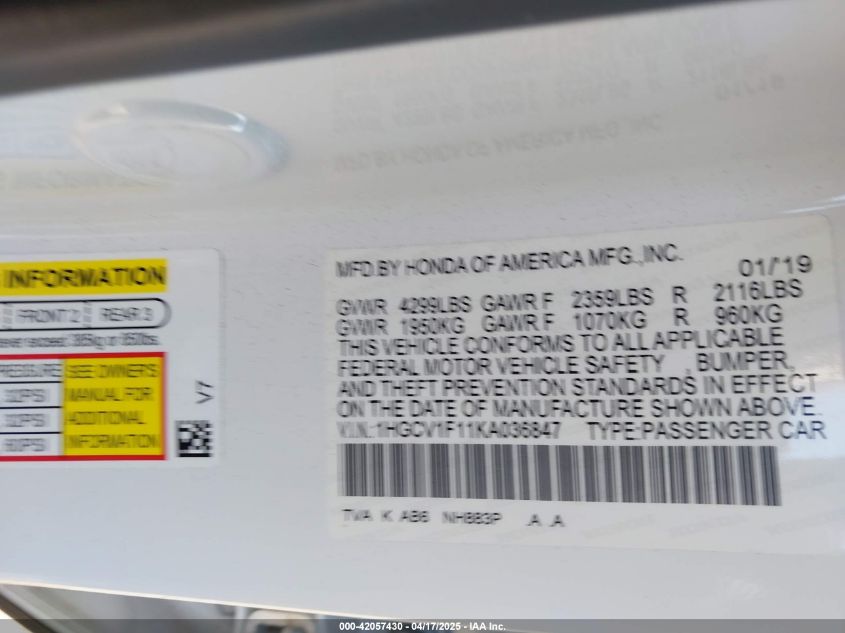 INFORMATION
FRONT 2 REAR 3
PRESSURE SEE OWNER'S
32PSI MANUAL FOR
32PSI ADDITIONAL
60PSI INFORMATION
V7
MFD.BY HONDA OF AMERICA MFG.,INC. 01/'19
GVWR 4299LBS GAWR F 2359LBS R 2116LBS
GVWR 1950KG GAWR F 1070KG R 960KG
THIS VEHICLE CONFORMS TO ALL APPLICABLE
FEDERAL MOTOR VEHICLE SAFETY , BUMPER,
AND THEFT PREVENTION STANDARDS IN EFFECT
ON THE DATE OF MANUFACTURE SHOWN ABOVE.
V.I.N.:1HGCV1F11KA036847 TYPE:PASSENGER CAR
TVA K AB6 NH883P .A .A
000-42057430 - 04/17/2025 - IAA Inc.